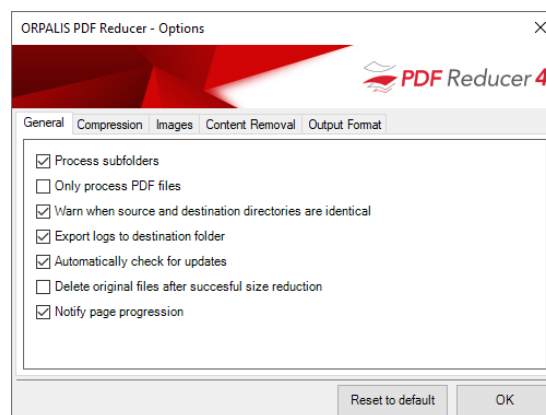 ORPALIS PDF Reducer - Options
PDF Reducer 4
General Compression Images Content Removal Output Format
Process subfolders
Only process PDF files
Warn when source and destination directories are identical
Export logs to destination folder
Automatically check for updates
Delete original files after succesful size reduction
Notify page progression
Reset to default OK